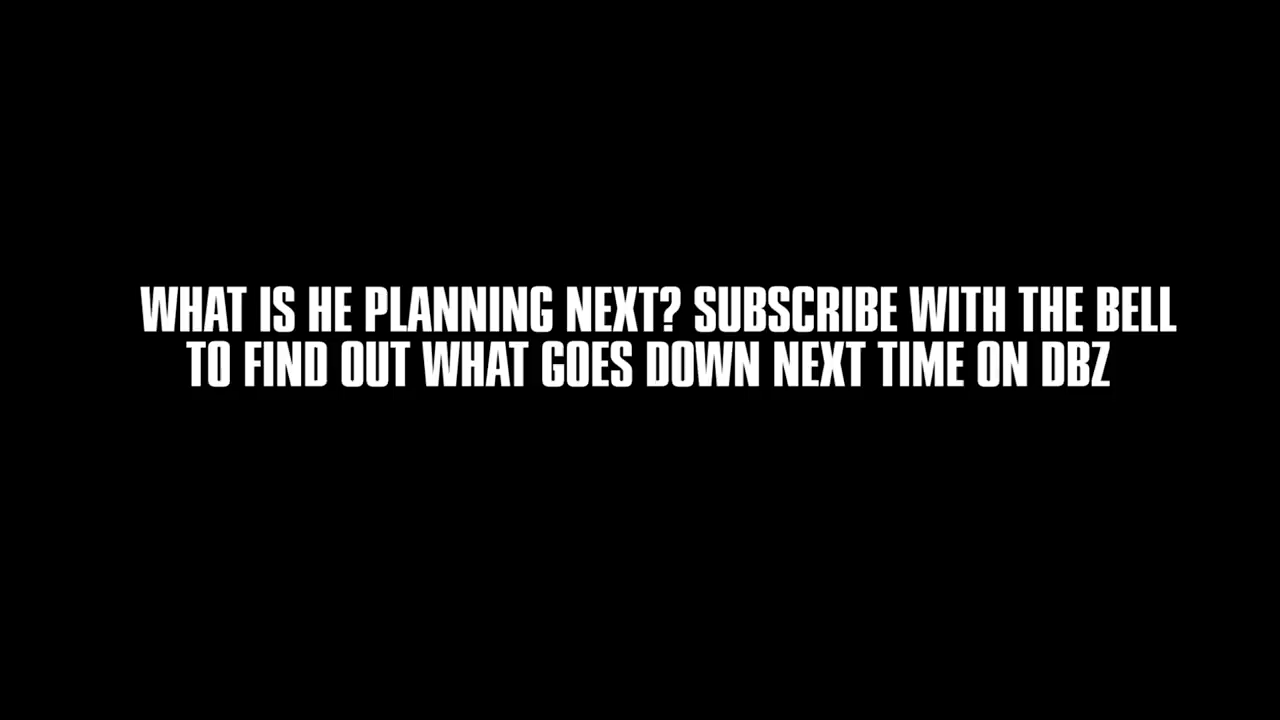 WHAT IS HE PLANNING NEXT? SUBSCRIBE WITH THE BELL
TO FIND OUT WHAT GOES DOWN NEXT TIME ON DBZ